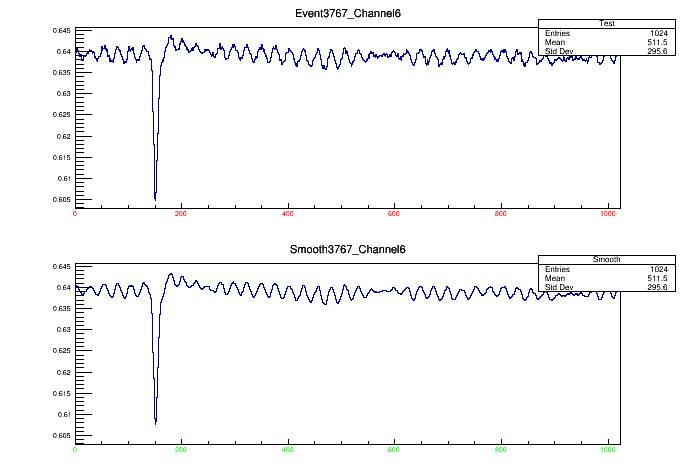 Event3767_Channel6
Test
Entries 1024
Mean 511.5
Std Dev 295.6
0.645
0.64
0.635
0.63
0.625
0.62
0.615
0.61
0.605
0 200 400 600 800 1000
Smooth3767_Channel6
Smooth
Entries 1024
Mean 511.5
Std Dev 295.6
0.645
0.64
0.635
0.63
0.625
0.62
0.615
0.61
0.605
0 200 400 600 800 1000